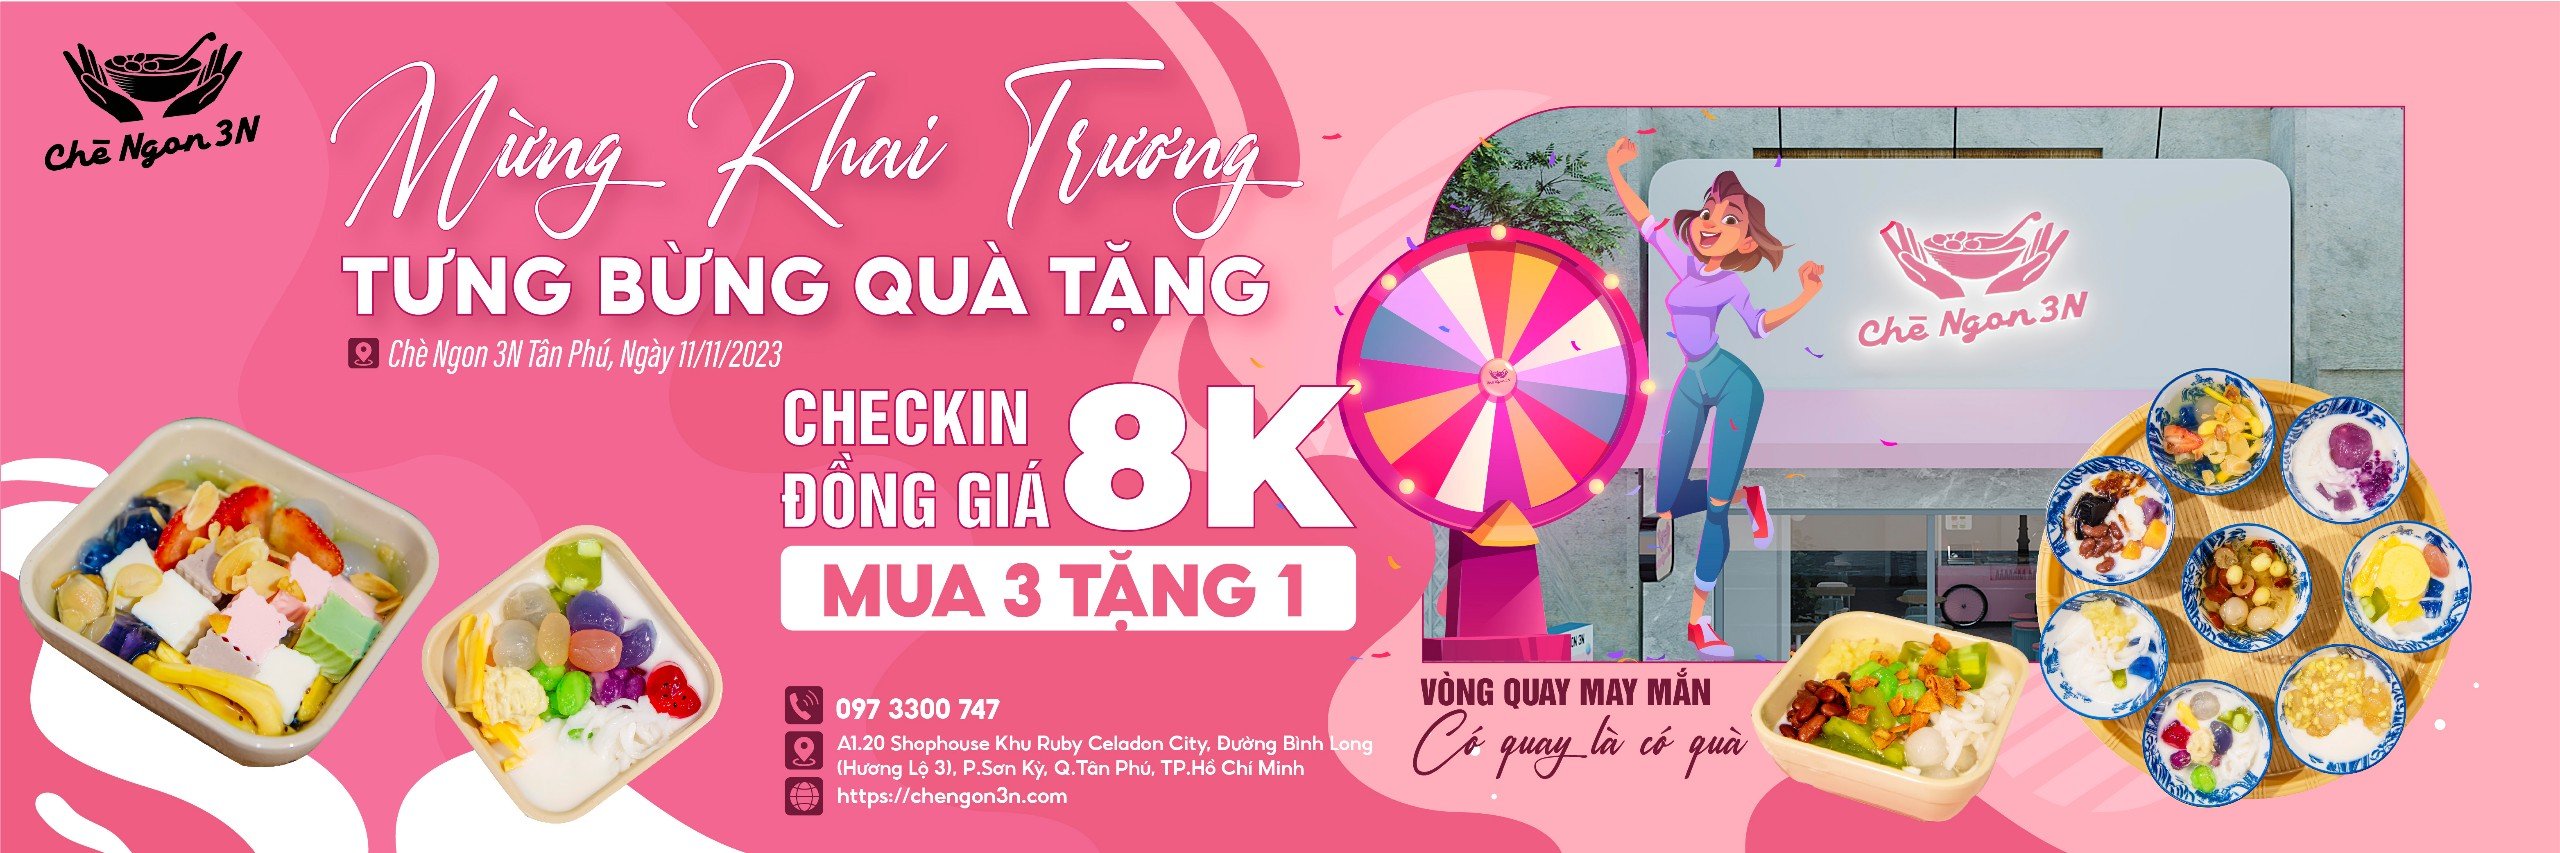 Chè Ngon 3N
Mừng Khai Trương
TƯNG BỪNG QUÀ TẶNG
Chè Ngon 3N Tân Phú, Ngày 11/11/2023
CHECKIN
ĐỒNG GIÁ 8K
MUA 3 TẶNG 1
097 3300 747
A1.20 Shophouse Khu Ruby Celadon City, Đường Bình Long
(Hương Lộ 3), P.Sơn Kỳ, Q.Tân Phú, TP.Hồ Chí Minh
https://chengon3n.com
Chè Ngon 3N
VÒNG QUAY MAY MẮN
Có quay là có quà